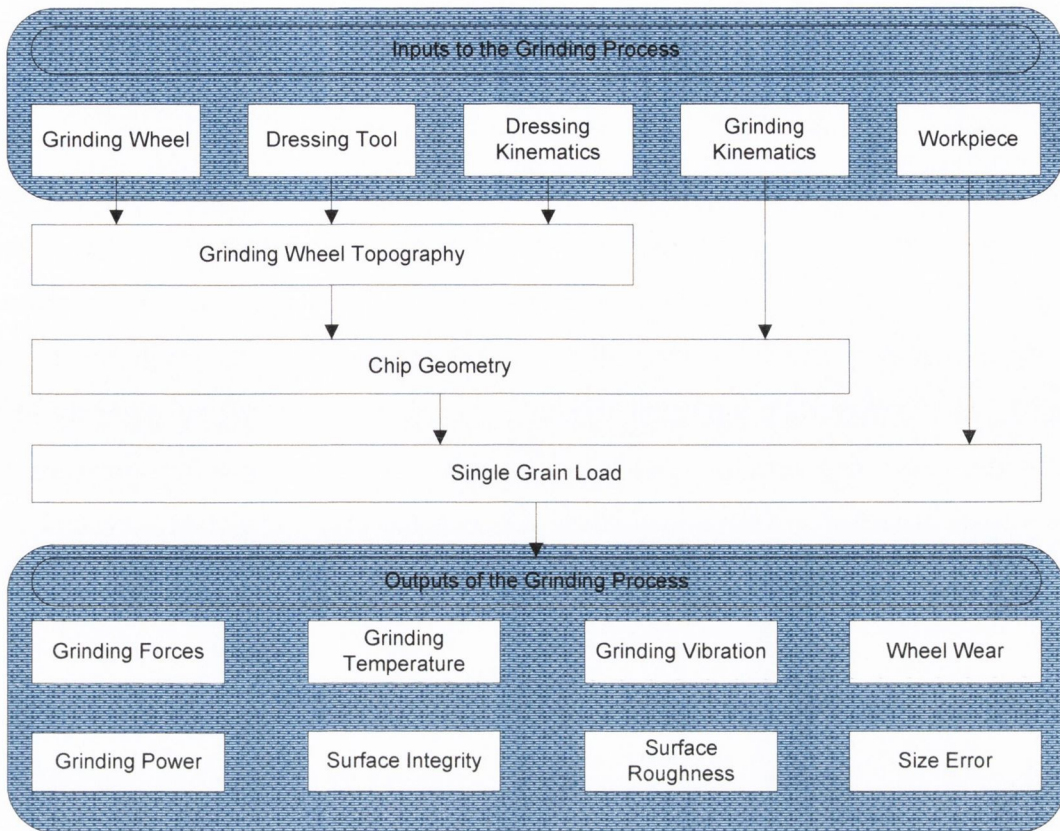 Inputs to the Grinding Process
Grinding Wheel
Dressing Tool
Dressing
Kinematics
Grinding
Kinematics
Workpiece
Grinding Wheel Topography
Chip Geometry
Single Grain Load
Outputs of the Grinding Process
Grinding Forces
Grinding
Temperature
Grinding Vibration
Wheel Wear
Grinding Power
Surface Integrity
Surface
Roughness
Size Error